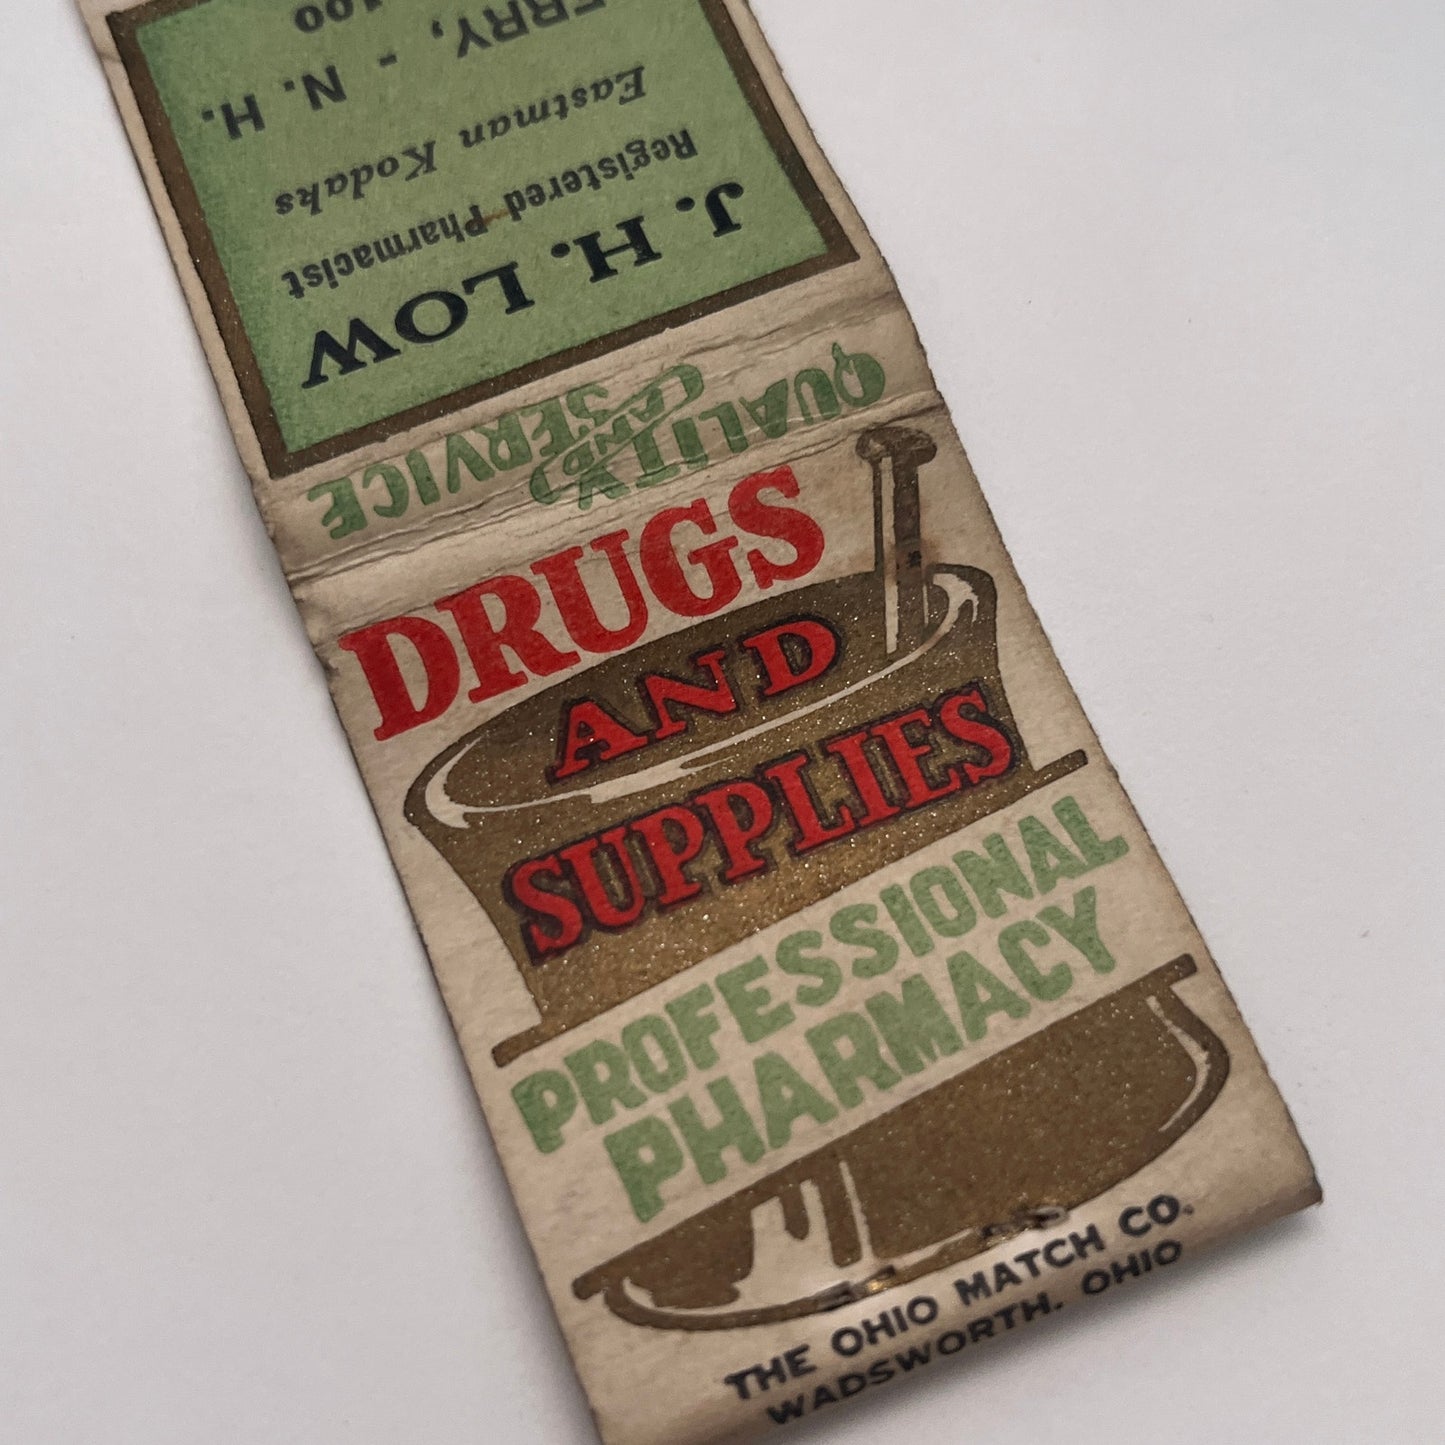 DRUGS
AND
SUPPLIES
PROFESSIONAL
PHARMACY
THE OHIO MATCH CO.
WADSWORTH, OHIO
QUALITY
AND
SERVICE
J. H. LOW
Registered Pharmacist
Eastman Kodaks
N. H.